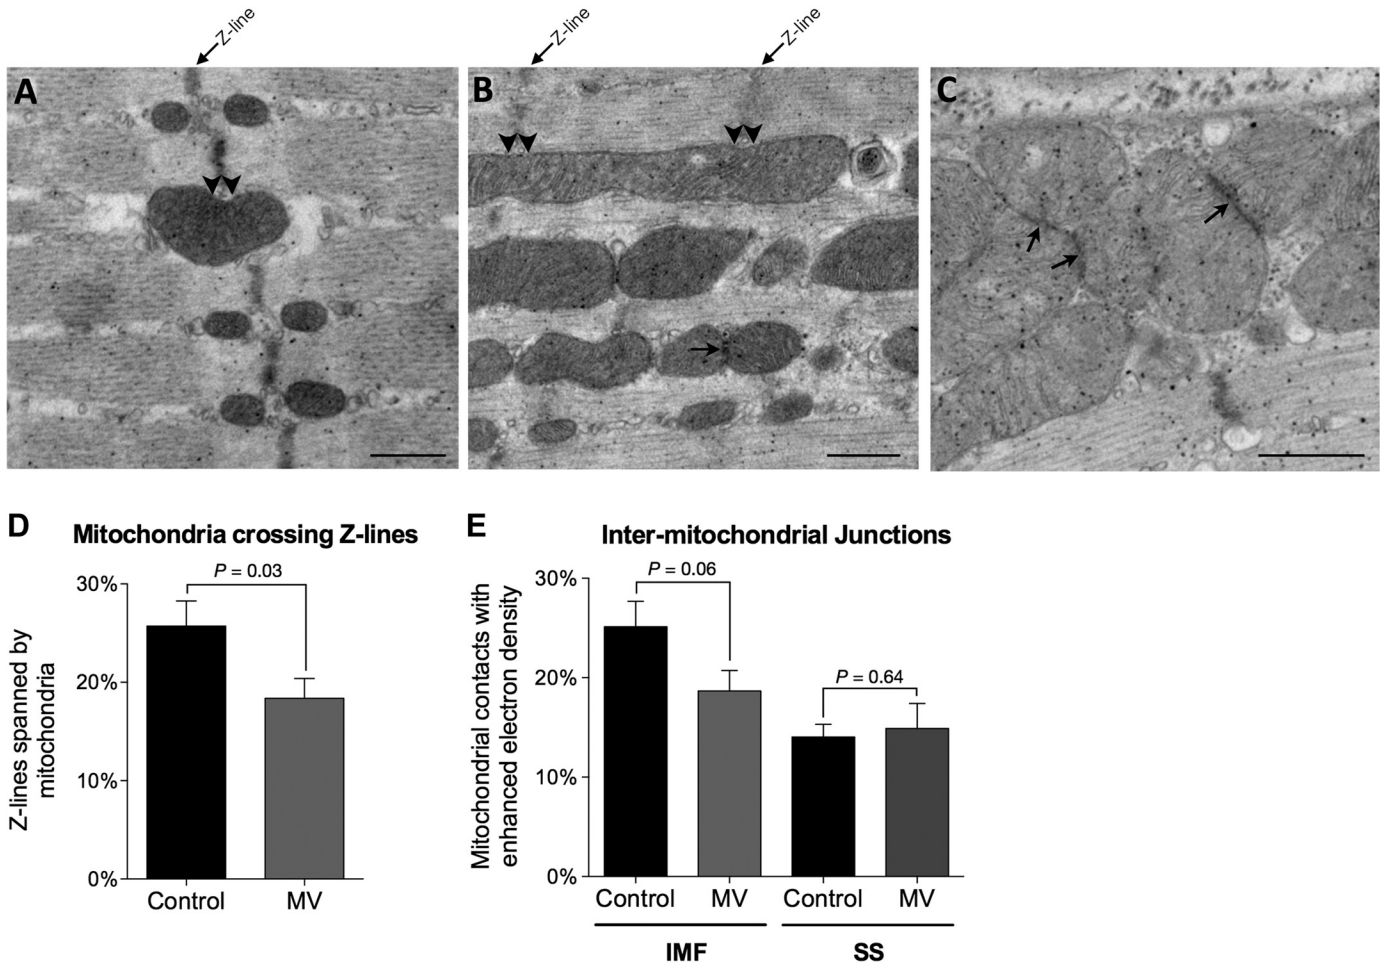 Z-line
Z-line
Z-line
A
B
C
D
Mitochondria crossing Z-lines
Z-lines spanned by
mitochondria
30%
20%
10%
0%
P = 0.03
Control
MV
E
Inter-mitochondrial Junctions
Mitochondrial contacts with
enhanced electron density
30%
20%
10%
0%
P = 0.06
P = 0.64
Control
MV
Control
MV
IMF
SS